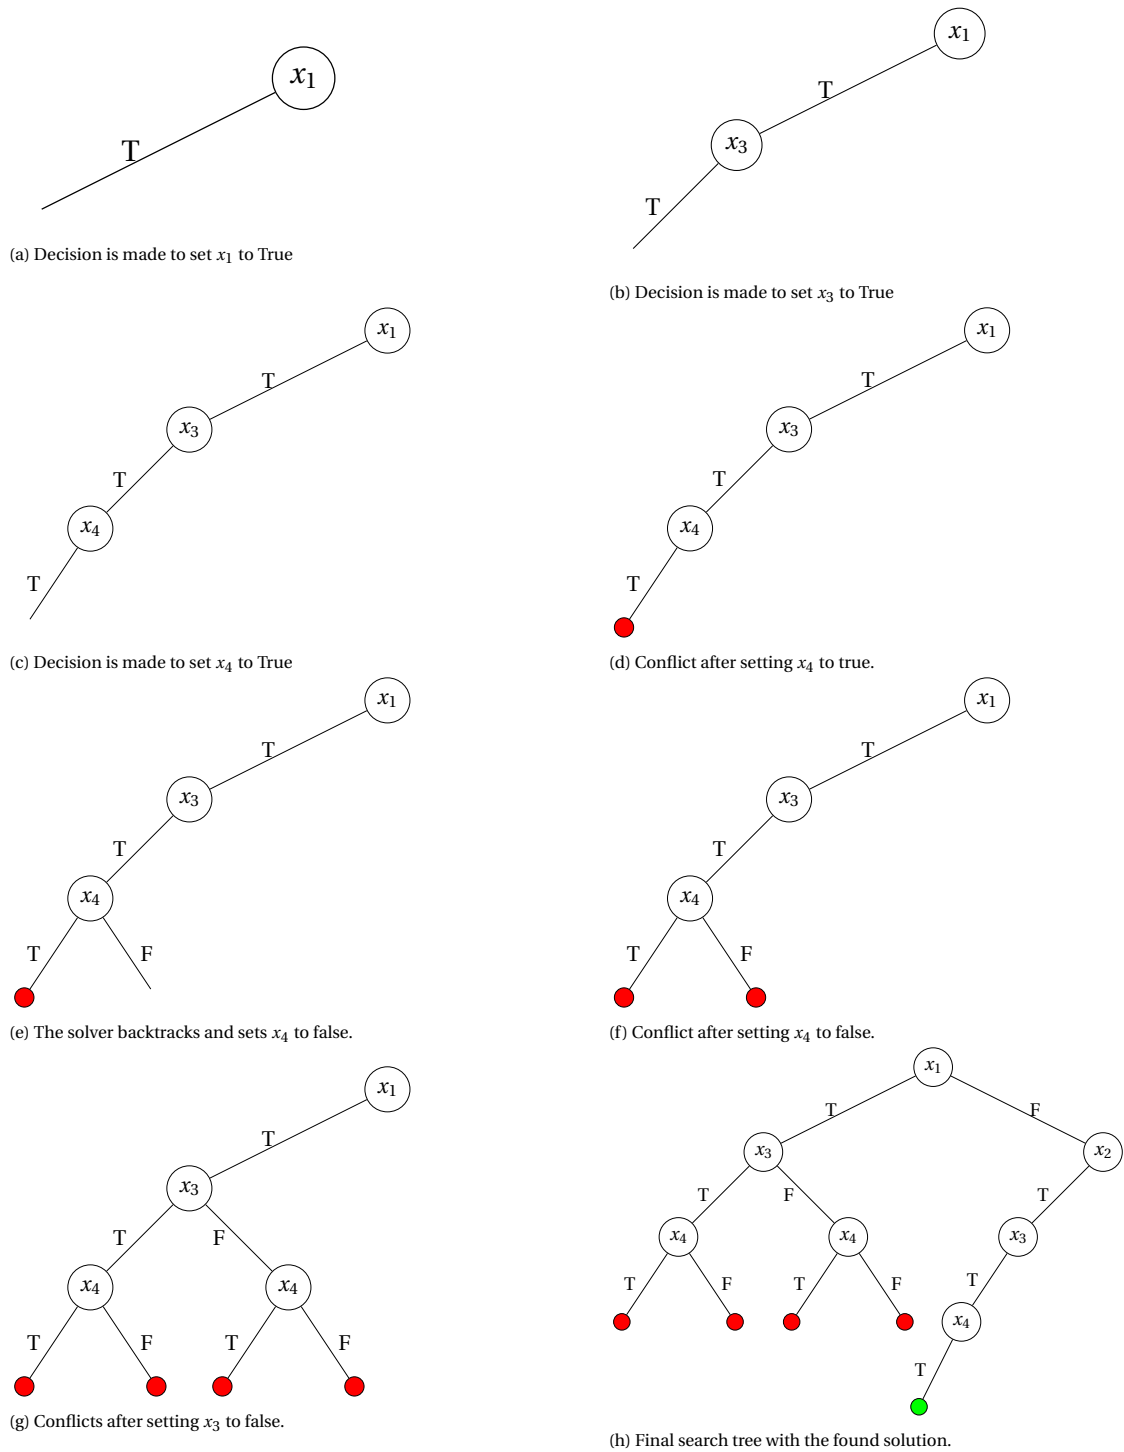 x1
T
(a) Decision is made to set x1 to True
x1
T
x3
T
(b) Decision is made to set x3 to True
x1
T
x3
T
x4
T
(c) Decision is made to set x4 to True
x1
T
x3
T
x4
T
(d) Conflict after setting x4 to true.
x1
T
x3
T
x4
T F
(e) The solver backtracks and sets x4 to false.
x1
T
x3
T
x4
T F
(f) Conflict after setting x4 to false.
x1
T
x3
T F
x4 x4
T F T F
(g) Conflicts after setting x3 to false.
x1
T F
x3 x2
T F T
x4 x4 x3
T F T F T
x4
T
(h) Final search tree with the found solution.